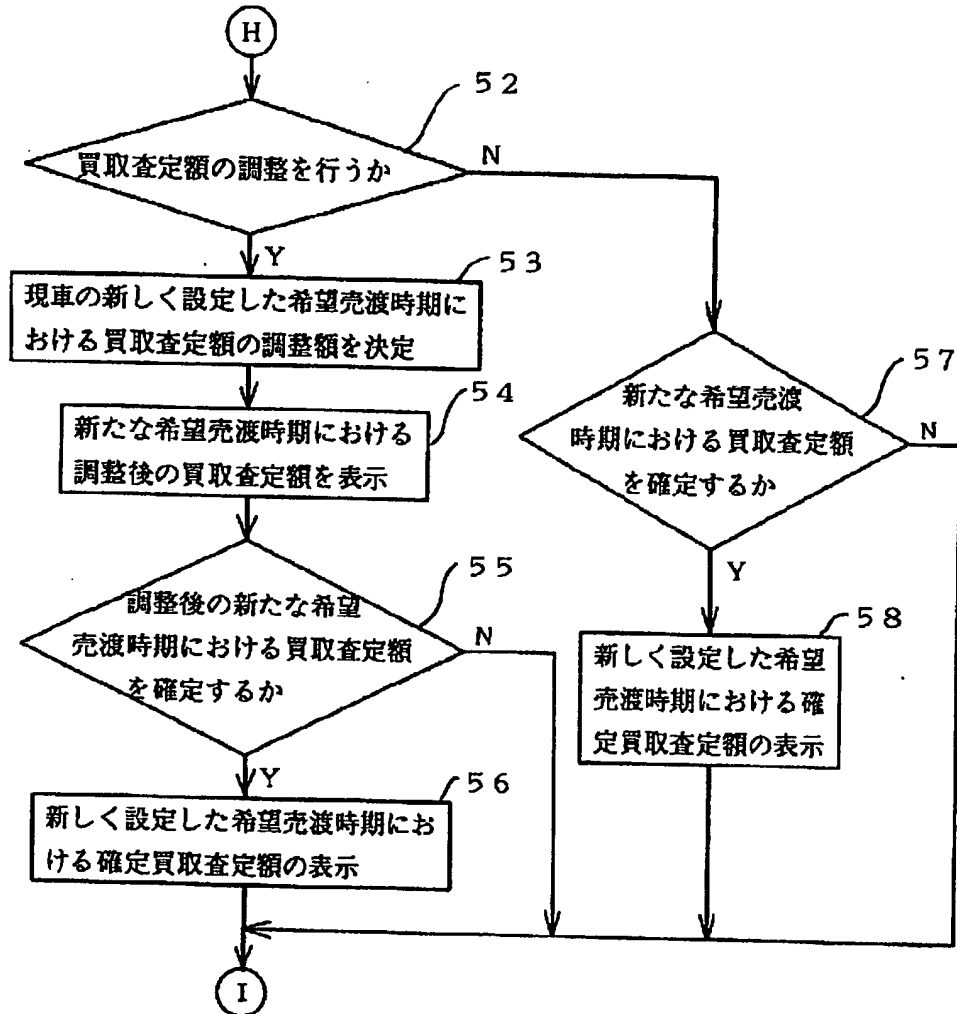 H
52
買取査定額の調整を行うか
N
Y
53
現車の新しく設定した希望売渡時期に
おける買取査定額の調整額を決定
54
新たな希望売渡時期における
調整後の買取査定額を表示
55
調整後の新たな希望
売渡時期における買取査定額
を確定するか
N
Y
56
新しく設定した希望売渡時期にお
ける確定買取査定額の表示
57
新たな希望売渡
時期における買取査定額
を確定するか
N
Y
58
新しく設定した希望
売渡時期における確
定買取査定額の表示
I